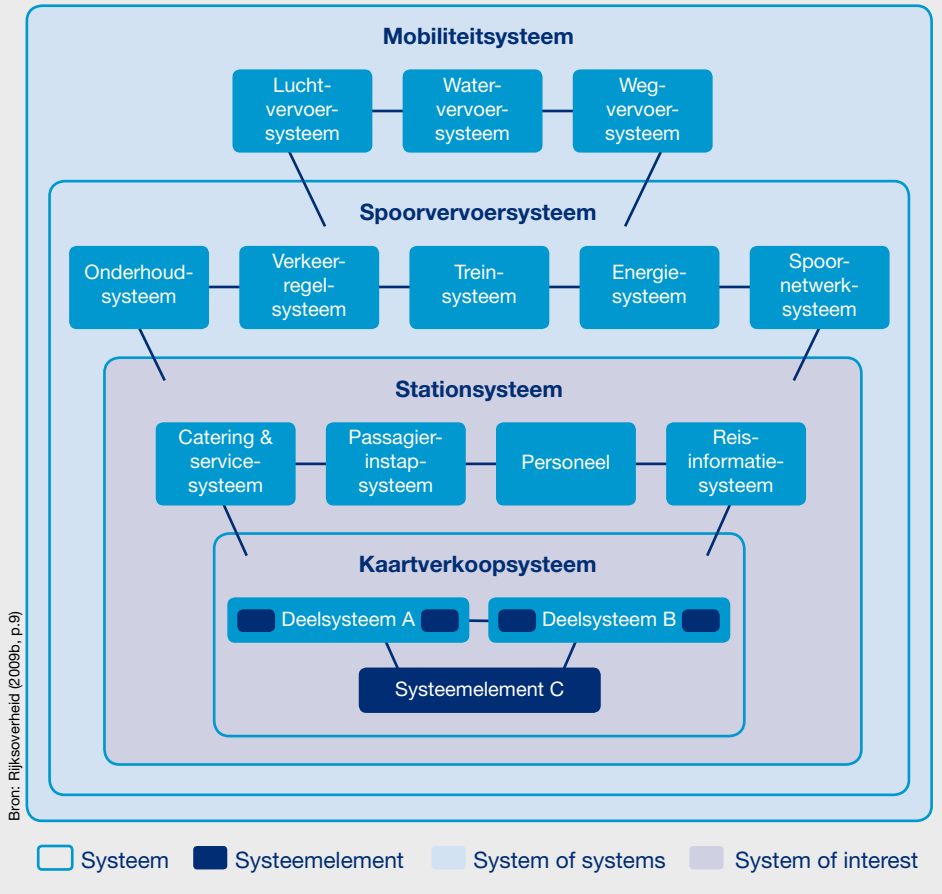 Mobiliteitsysteem
Lucht-
vervoer-
systeem
Water-
vervoer-
systeem
Weg-
vervoer-
systeem
Spoorvervoersysteem
Onderhoud-
systeem
Verkeer-
regel-
systeem
Trein-
systeem
Energie-
systeem
Spoor-
netwerk-
systeem
Stationsysteem
Catering &
service-
systeem
Passagier-
instap-
systeem
Personeel
Reis-
informatie-
systeem
Kaartverkoopsysteem
Deelsysteem A
Deelsysteem B
Systeemelement C
Bron: Rijksoverheid (2009b, p.9)
Systeem
Systeemelement
System of systems
System of interest